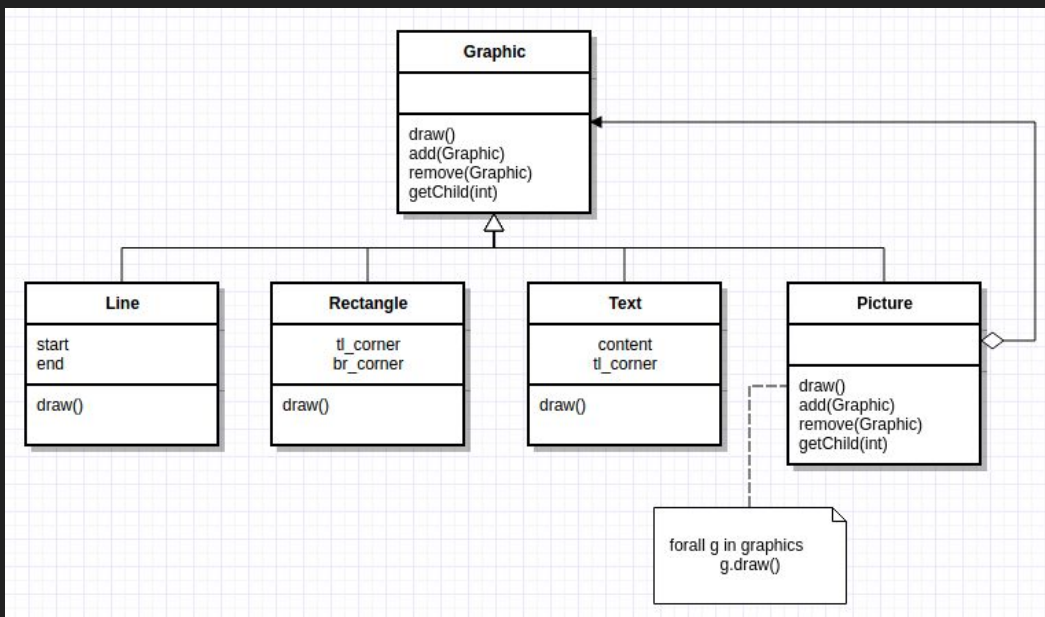 Graphic
draw()
add(Graphic)
remove(Graphic)
getChild(int)
Line
start
end
draw()
Rectangle
tl_corner
br_corner
draw()
Text
content
tl_corner
draw()
Picture
draw()
add(Graphic)
remove(Graphic)
getChild(int)
forall g in graphics
g.draw()